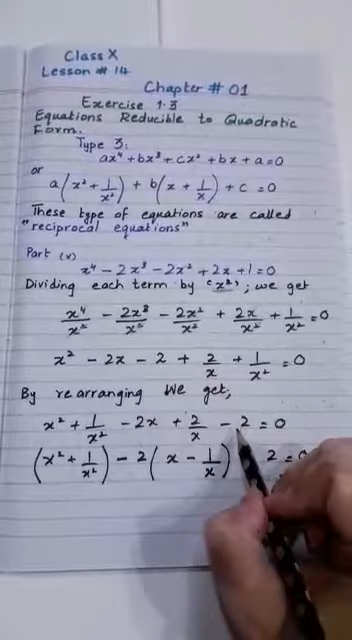 Class X
Lesson # 14
Chapter # 01
Exercise 1.3
Equations Reducible to Quadratic
Form.
Type 3:
ax⁴ + bx³ + cx² + bx + a = 0
or
a(x² + 1/x²) + b(x + 1/x) + c = 0
These type of equations are called
"reciprocal equations"
Part (x)
x⁴ - 2x³ - 2x² + 2x + 1 = 0
Dividing each term by (x²); we get
x⁴/x² - 2x³/x² - 2x²/x² + 2x/x² + 1/x² = 0
x² - 2x - 2 + 2/x + 1/x² = 0
By rearranging We get;
x² + 1/x² - 2x + 2/x - 2 = 0
(x² + 1/x²) - 2(x - 1/x) 2 = 0